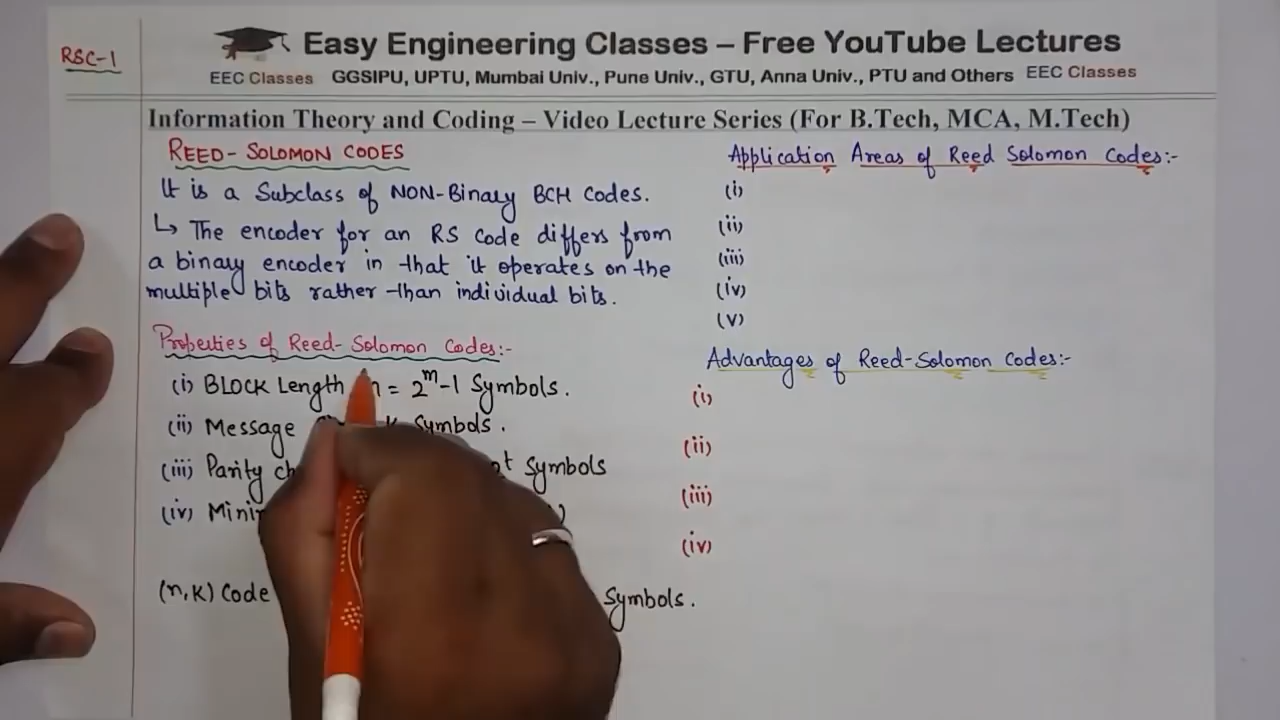 RSC-1
Easy Engineering Classes – Free YouTube Lectures
EEC Classes GGSIPU, UPTU, Mumbai Univ., Pune Univ., GTU, Anna Univ., PTU and Others EEC Classes
Information Theory and Coding – Video Lecture Series (For B.Tech, MCA, M.Tech)
REED-SOLOMON CODES
It is a Subclass of NON-Binary BCH Codes.
↳ The encoder for an RS Code differs from
a binary encoder in that it operates on the
multiple bits rather than individual bits.
Properties of Reed-Solomon Codes:-
(i) BLOCK Length n = 2^m-1 Symbols.
(ii) Message K Symbols.
(iii) Parity Symbols
(iv)
(n,K) Code Symbols.
Application Areas of Reed Solomon Codes:-
(i)
(ii)
(iii)
(iv)
(v)
Advantages of Reed-Solomon Codes:-
(i)
(ii)
(iii)
(iv)